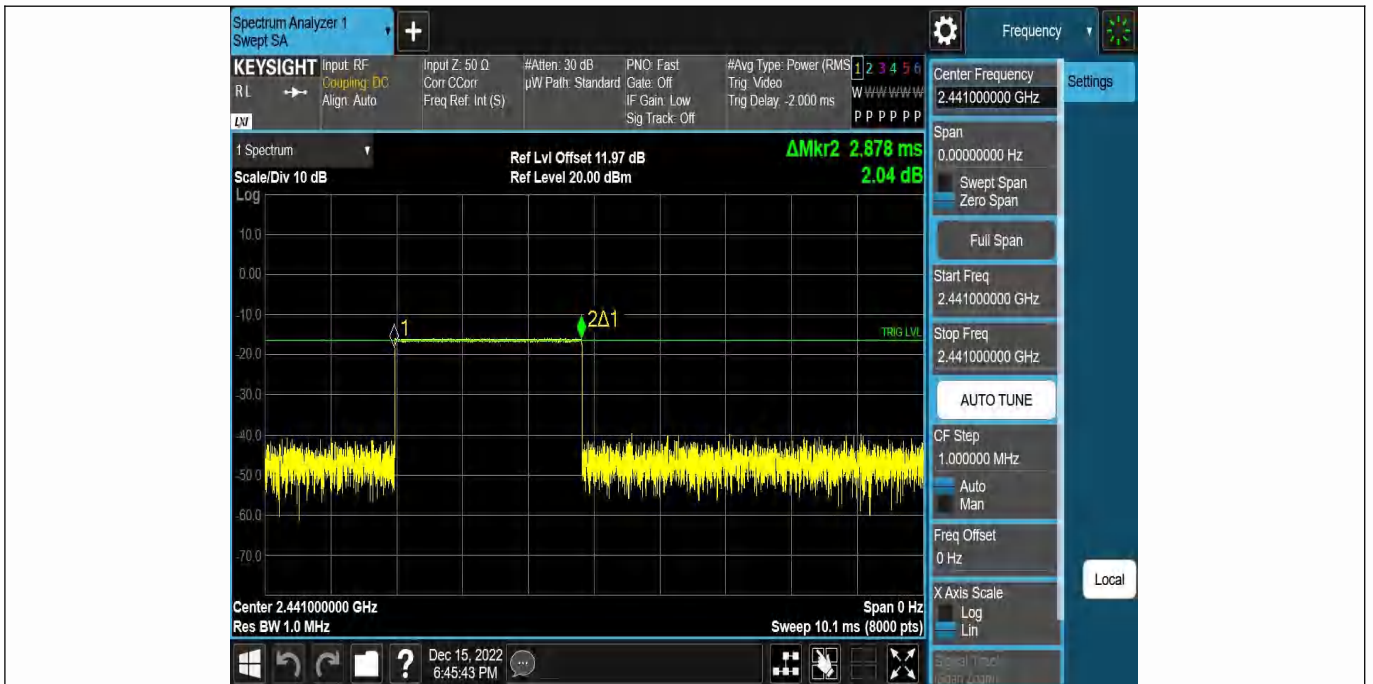 Spectrum Analyzer 1
Swept SA
+
Frequency
KEYSIGHT
R L
LXI
Input: RF
Coupling: DC
Align: Auto
Input Z: 50 Ω
Corr CCorr
Freq Ref: Int (S)
#Atten: 30 dB
µW Path: Standard
PNO: Fast
Gate: Off
IF Gain: Low
Sig Track: Off
#Avg Type: Power (RMS
Trig: Video
Trig Delay: -2.000 ms
1 2 3 4 5 6
W W W W W W
P P P P P P
Center Frequency
2.441000000 GHz
Settings
Span
0.00000000 Hz
Swept Span
Zero Span
Full Span
Start Freq
2.441000000 GHz
Stop Freq
2.441000000 GHz
AUTO TUNE
CF Step
1.000000 MHz
Auto
Man
Freq Offset
0 Hz
X Axis Scale
Log
Lin
Signal Track
(Span Zoom)
Local
1 Spectrum
Scale/Div 10 dB
Log
Ref Lvl Offset 11.97 dB
Ref Level 20.00 dBm
ΔMkr2 2.878 ms
2.04 dB
10.0
0.00
-10.0
-20.0
-30.0
-40.0
-50.0
-60.0
-70.0
1
2Δ1
TRIG LVL
Center 2.441000000 GHz
Res BW 1.0 MHz
Span 0 Hz
Sweep 10.1 ms (8000 pts)
?
Dec 15, 2022
6:45:43 PM